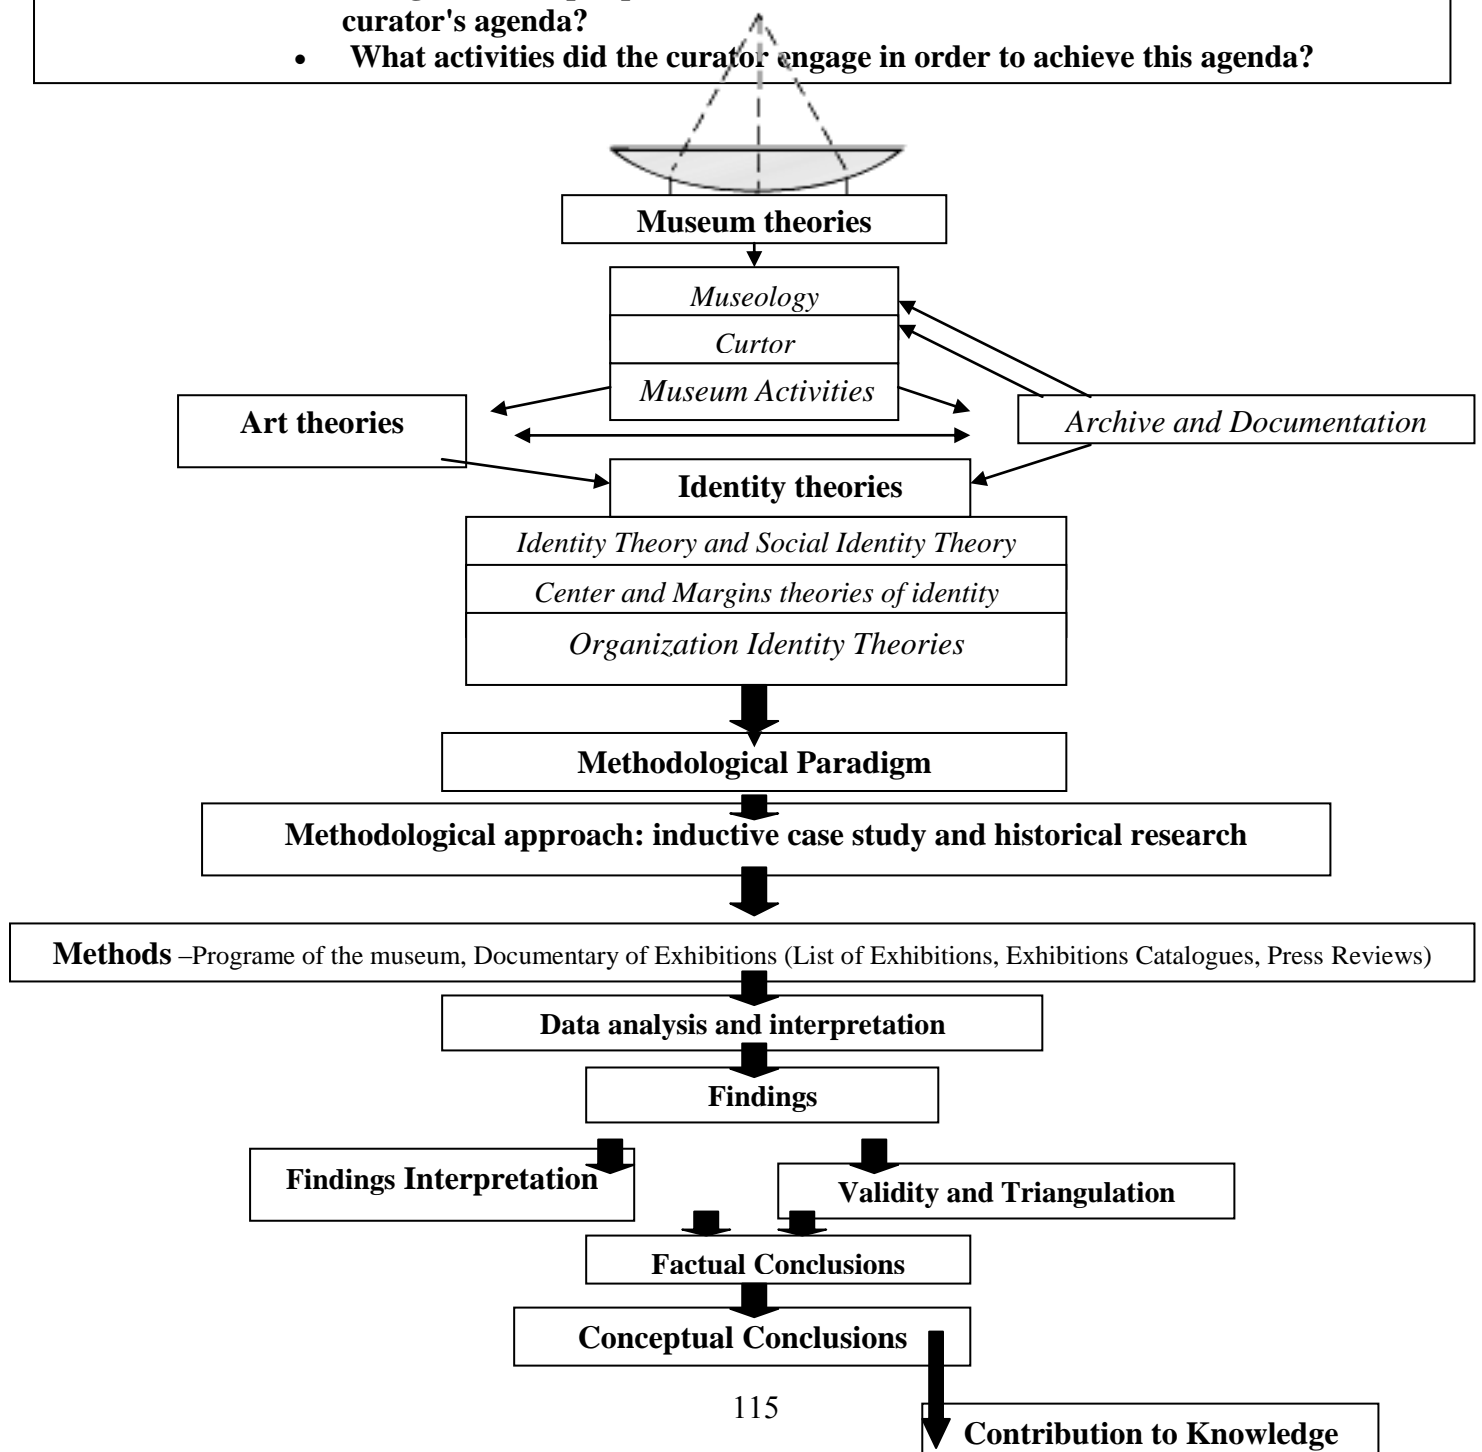 curator's agenda?
• What activities did the curator engage in order to achieve this agenda?
Museum theories
Museology
Curtor
Museum Activities
Art theories
Archive and Documentation
Identity theories
Identity Theory and Social Identity Theory
Center and Margins theories of identity
Organization Identity Theories
Methodological Paradigm
Methodological approach: inductive case study and historical research
Methods –Programe of the museum, Documentary of Exhibitions (List of Exhibitions, Exhibitions Catalogues, Press Reviews)
Data analysis and interpretation
Findings
Findings Interpretation
Validity and Triangulation
Factual Conclusions
Conceptual Conclusions
115
Contribution to Knowledge